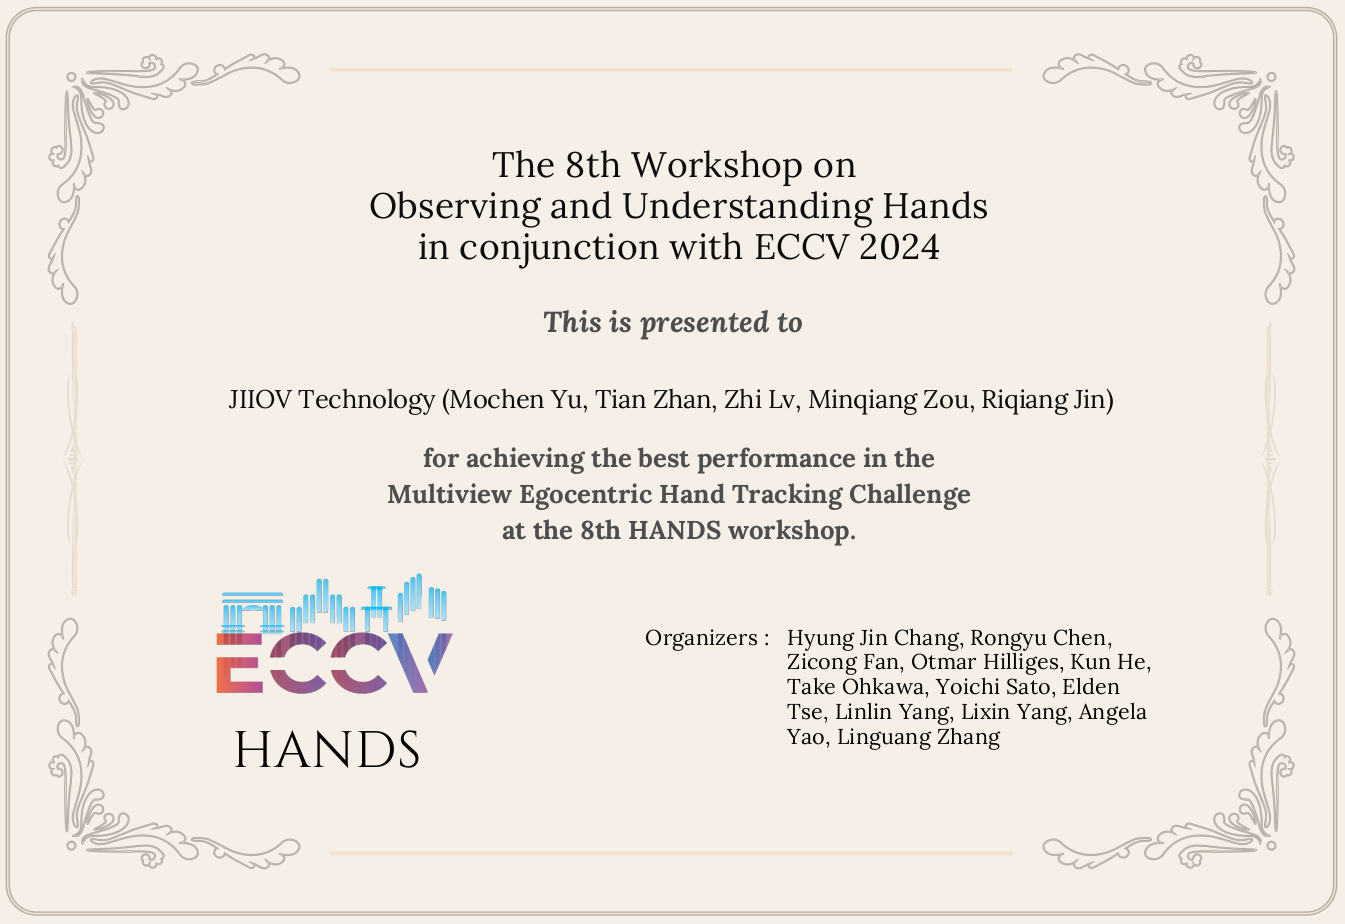 The 8th Workshop on
Observing and Understanding Hands
in conjunction with ECCV 2024
This is presented to
JIIOV Technology (Mochen Yu, Tian Zhan, Zhi Lv, Minqiang Zou, Riqiang Jin)
for achieving the best performance in the
Multiview Egocentric Hand Tracking Challenge
at the 8th HANDS workshop.
ECCV
HANDS
Organizers : Hyung Jin Chang, Rongyu Chen,
Zicong Fan, Otmar Hilliges, Kun He,
Take Ohkawa, Yoichi Sato, Elden
Tse, Linlin Yang, Lixin Yang, Angela
Yao, Linguang Zhang